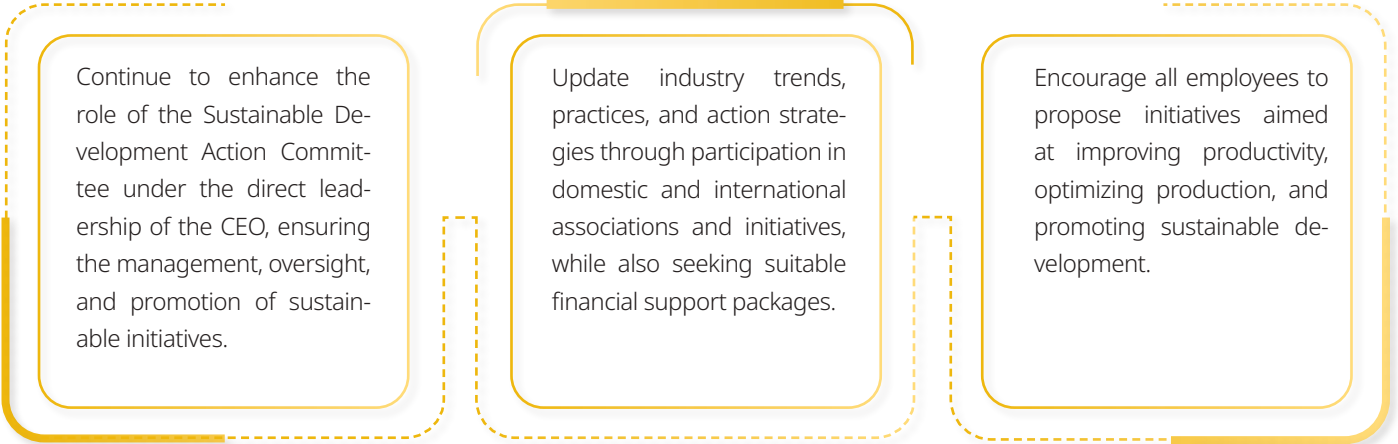 Continue to enhance the
role of the Sustainable De-
velopment Action Commit-
tee under the direct lead-
ership of the CEO, ensuring
the management, oversight,
and promotion of sustain-
able initiatives.
Update industry trends,
practices, and action strate-
gies through participation in
domestic and international
associations and initiatives,
while also seeking suitable
financial support packages.
Encourage all employees to
propose initiatives aimed
at improving productivity,
optimizing production, and
promoting sustainable de-
velopment.